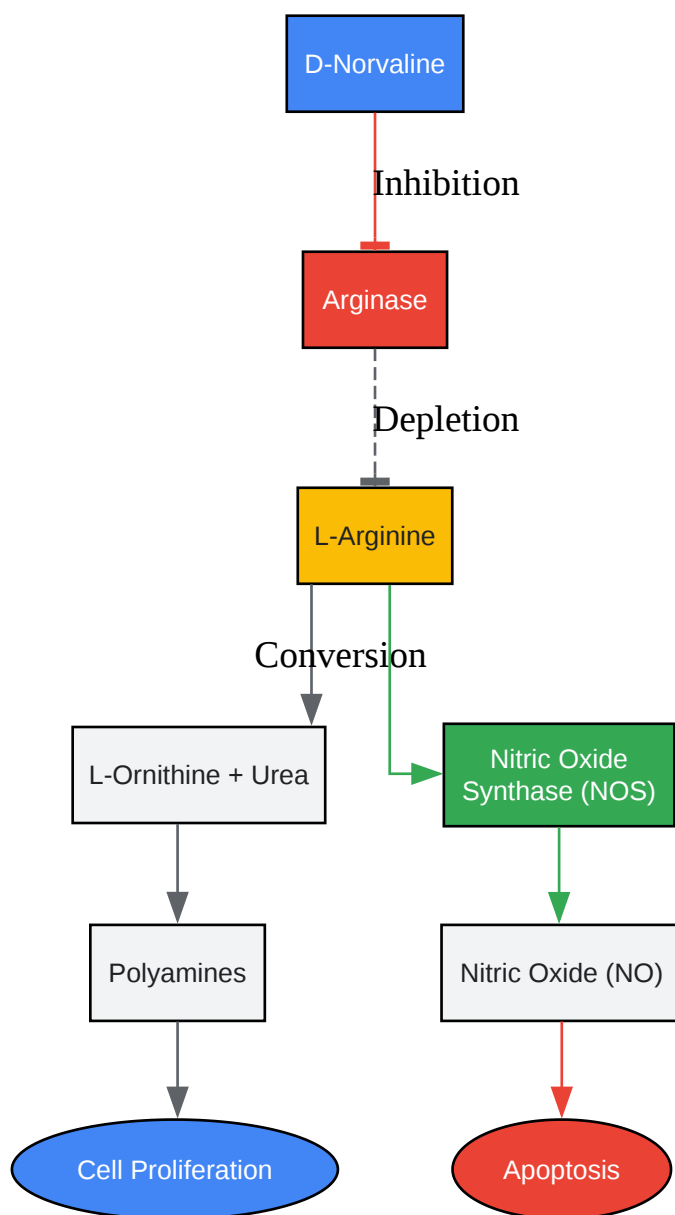 D-Norvaline
Inhibition
Arginase
Depletion
L-Arginine
Conversion
L-Ornithine + Urea
Nitric Oxide
Synthase (NOS)
Polyamines
Nitric Oxide (NO)
Cell Proliferation
Apoptosis